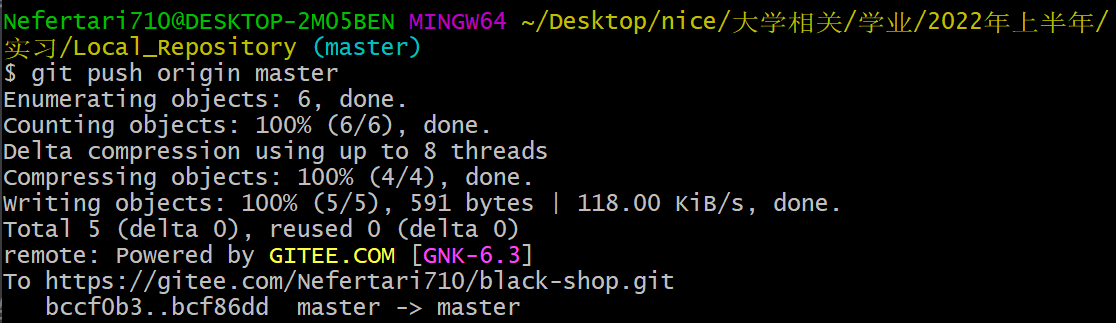 Nefertari710@DESKTOP-2MO5BEN MINGW64 ~/Desktop/nice/大学相关/学业/2022年上半年/
实习/Local_Repository (master)
$ git push origin master
Enumerating objects: 6, done.
Counting objects: 100% (6/6), done.
Delta compression using up to 8 threads
Compressing objects: 100% (4/4), done.
Writing objects: 100% (5/5), 591 bytes | 118.00 KiB/s, done.
Total 5 (delta 0), reused 0 (delta 0)
remote: Powered by GITEE.COM [GNK-6.3]
To https://gitee.com/Nefertari710/black-shop.git
   bccf0b3..bcf86dd  master -> master